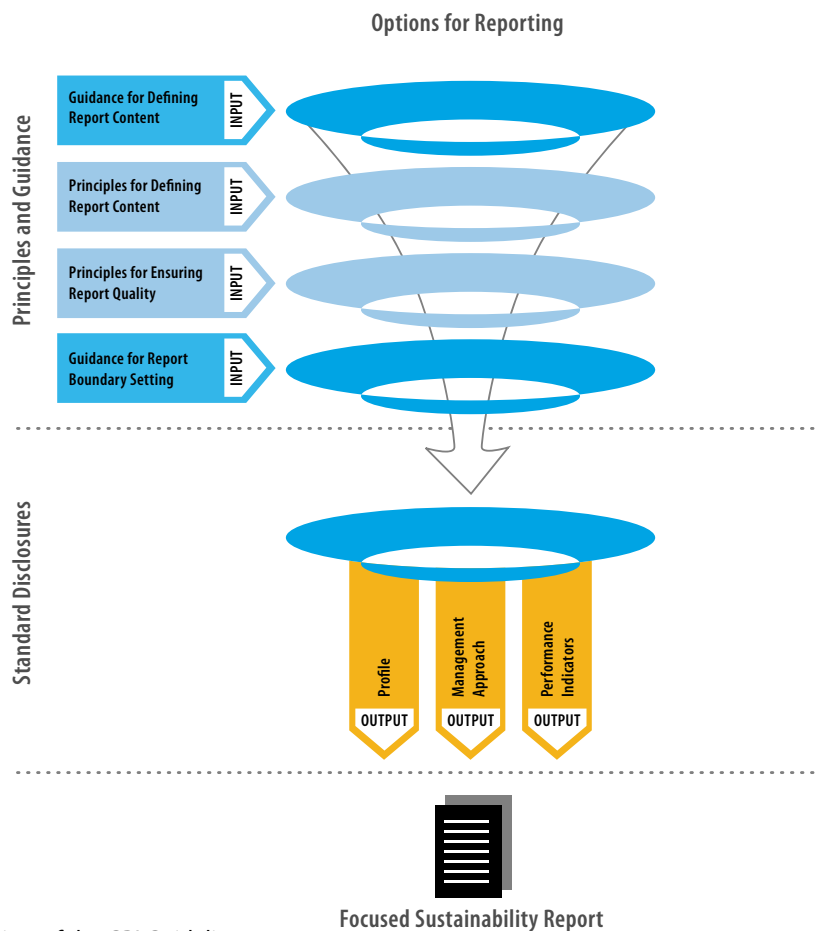 Options for Reporting
Principles and Guidance
Guidance for Defining
Report Content
INPUT
Principles for Defining
Report Content
INPUT
Principles for Ensuring
Report Quality
INPUT
Guidance for Report
Boundary Setting
INPUT
Standard Disclosures
Profile
OUTPUT
Management
Approach
OUTPUT
Performance
Indicators
OUTPUT
Focused Sustainability Report